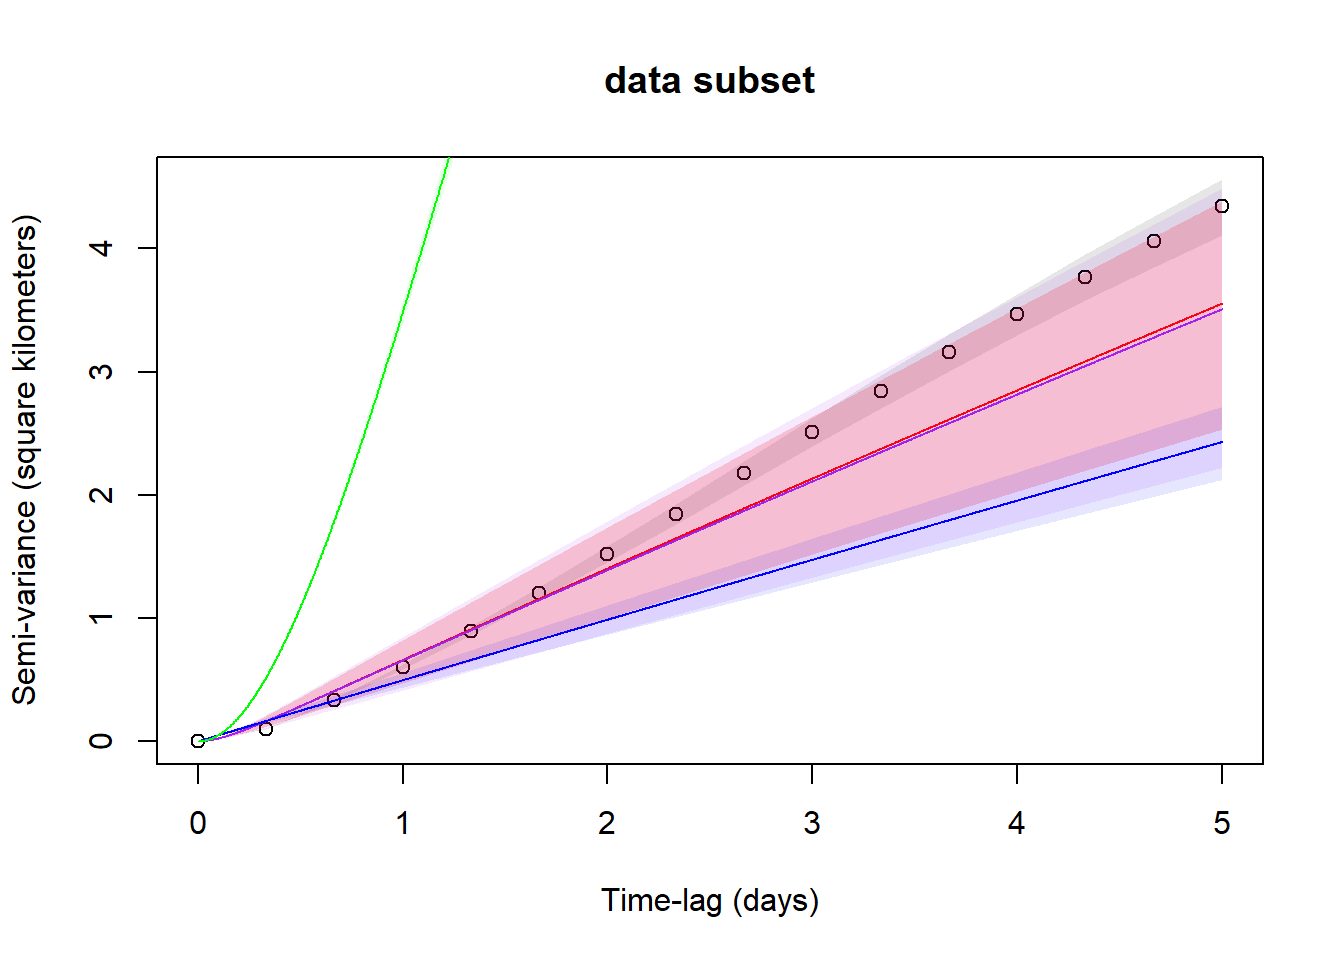 data subset
Semi-variance (square kilometers)
4
3
2
1
0
0 1 2 3 4 5
Time-lag (days)